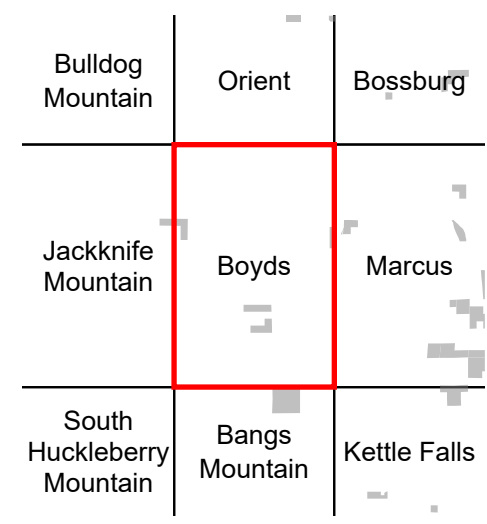 Bulldog
Mountain
Orient
Bossburg
Jackknife
Mountain
Boyds
Marcus
South
Huckleberry
Mountain
Bangs
Mountain
Kettle Falls